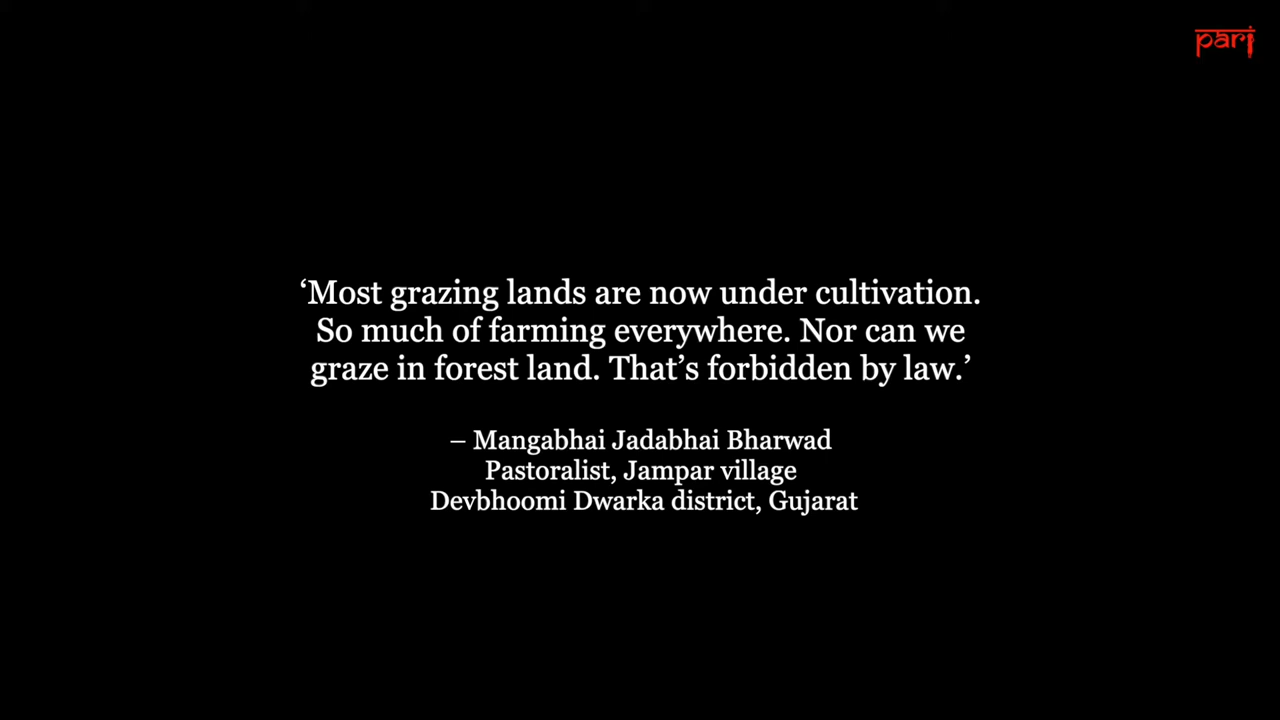 pari
‘Most grazing lands are now under cultivation.
So much of farming everywhere. Nor can we
graze in forest land. That’s forbidden by law.’
– Mangabhai Jadabhai Bharwad
Pastoralist, Jampar village
Devbhoomi Dwarka district, Gujarat